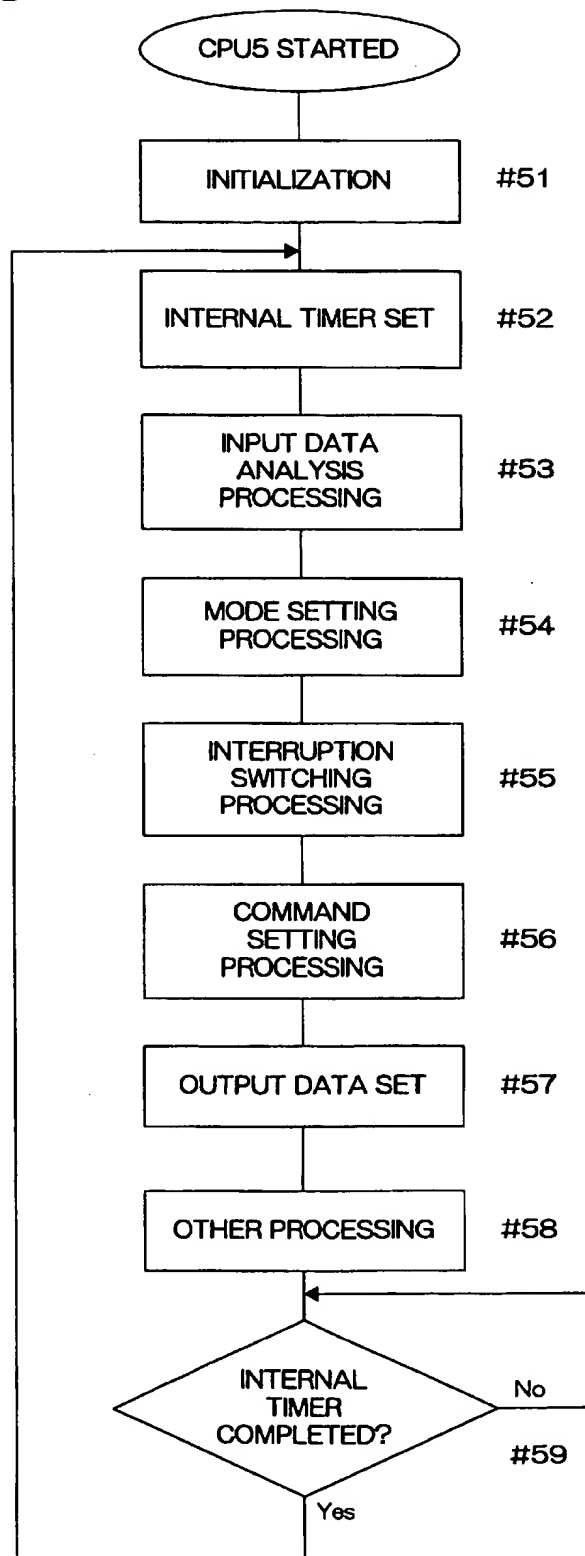 CPU5 STARTED
INITIALIZATION #51
INTERNAL TIMER SET #52
INPUT DATA
ANALYSIS
PROCESSING
#53
MODE SETTING
PROCESSING
#54
INTERRUPTION
SWITCHING
PROCESSING
#55
COMMAND
SETTING
PROCESSING
#56
OUTPUT DATA SET #57
OTHER PROCESSING #58
INTERNAL
TIMER
COMPLETED?
No
#59
Yes